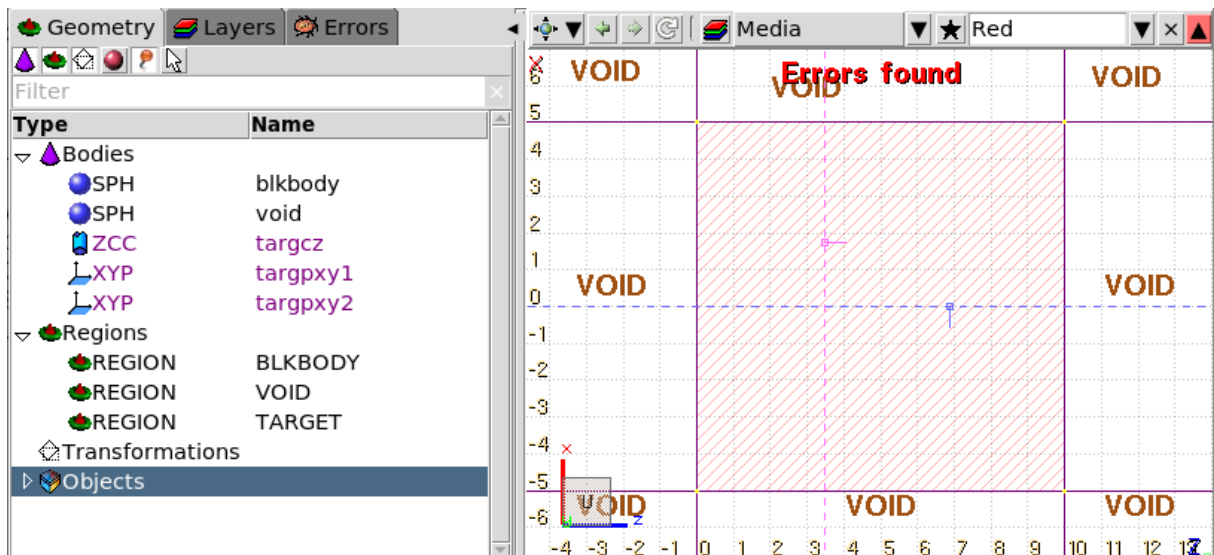 Geometry Layers Errors
Filter
Type Name
Bodies
SPH blkbody
SPH void
ZCC targcz
XYP targpxy1
XYP targpxy2
Regions
REGION BLKBODY
REGION VOID
REGION TARGET
Transformations
Objects
Media Red
x
6 VOID Errors found VOID
VOID
5
4
3
2
1
VOID VOID
0
-1
-2
-3
-4 x
-5
VOID VOID VOID
-6 z
-4 -3 -2 -1 0 1 2 3 4 5 6 7 8 9 10 11 12